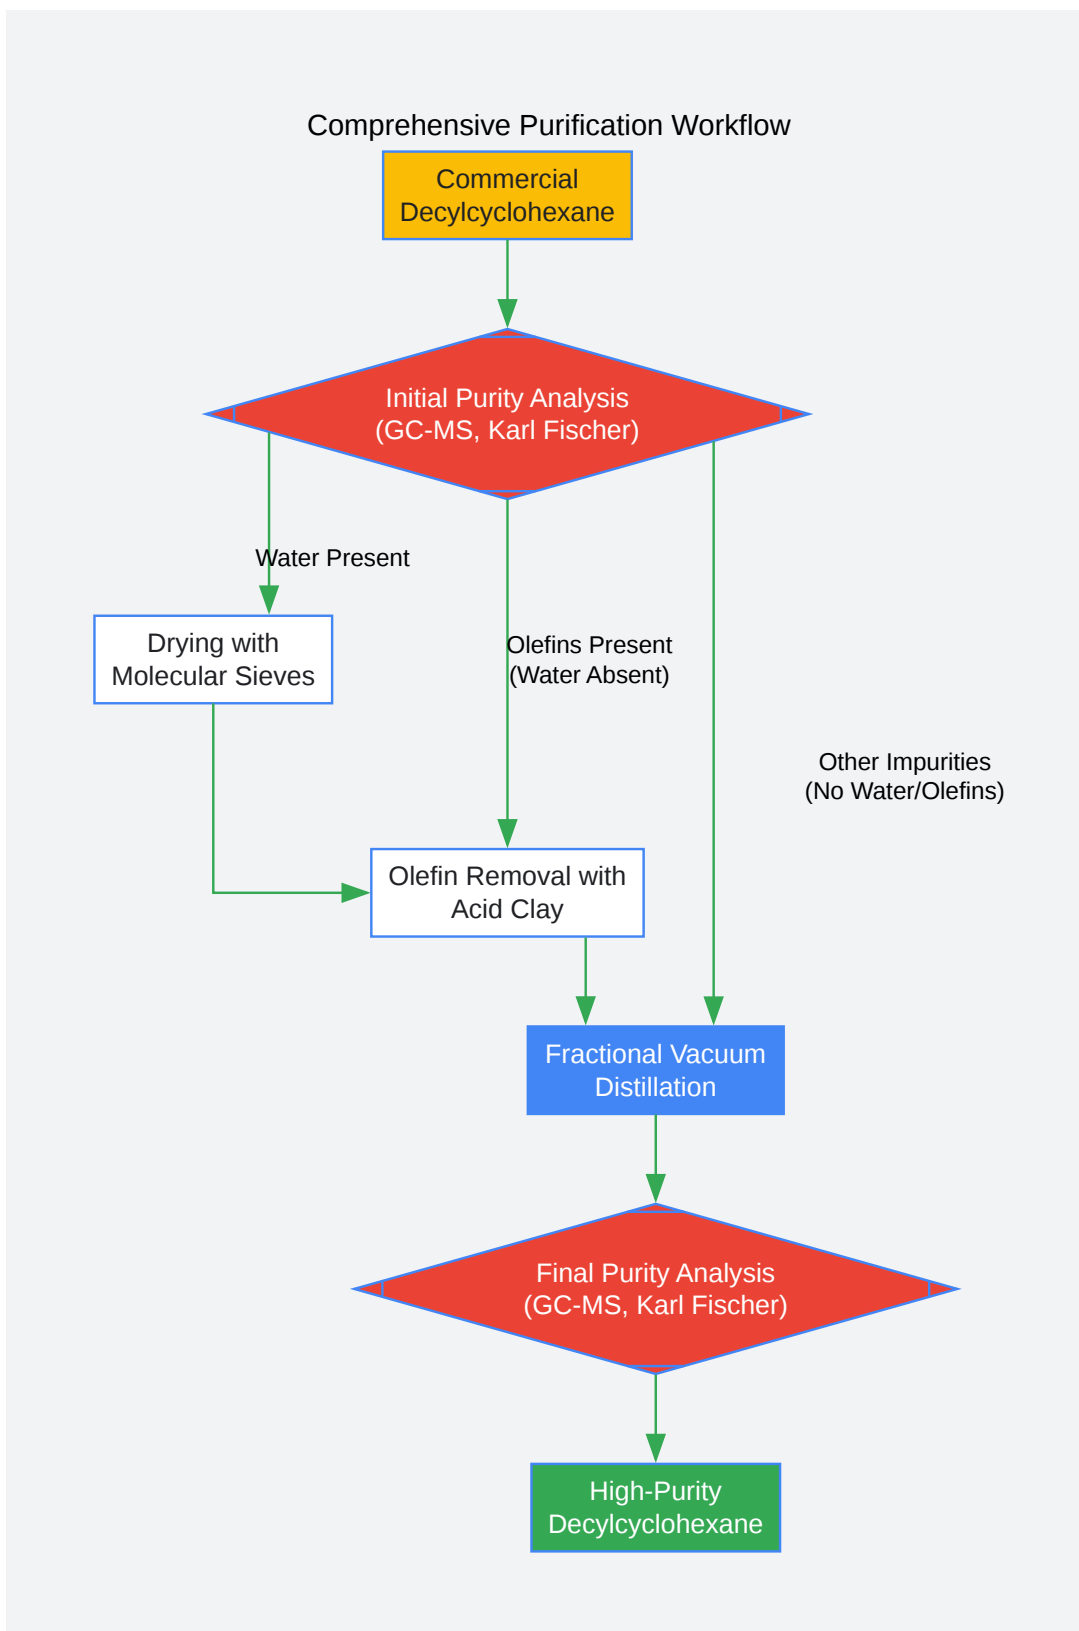 Comprehensive Purification Workflow
Commercial
Decylcyclohexane
Initial Purity Analysis
(GC-MS, Karl Fischer)
Water Present
Drying with
Molecular Sieves
Olefins Present
(Water Absent)
Other Impurities
(No Water/Olefins)
Olefin Removal with
Acid Clay
Fractional Vacuum
Distillation
Final Purity Analysis
(GC-MS, Karl Fischer)
High-Purity
Decylcyclohexane